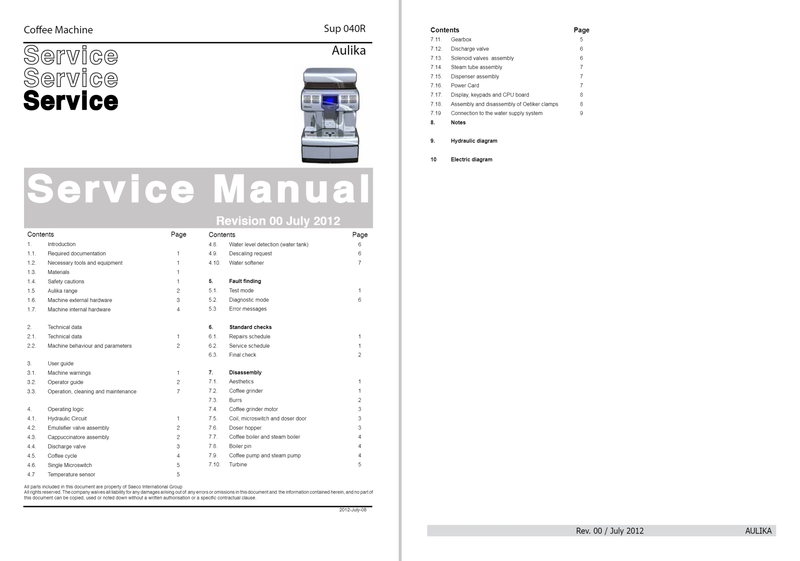 Coffee Machine
Sup 040R
Service
Service
Service
Aulika
Service Manual
Revision 00 July 2012
Contents Page
1. Introduction
1.1. Required documentation 1
1.2. Necessary tools and equipment 1
1.3. Materials 1
1.4. Safety cautions 1
1.5 Aulika range 2
1.6. Machine external hardware 3
1.7. Machine internal hardware 4
2. Technical data
2.1. Technical data 1
2.2. Machine behaviour and parameters 2
3. User guide
3.1. Machine warnings 1
3.2. Operator guide 2
3.3. Operation, cleaning and maintenance 7
4. Operating logic
4.1. Hydraulic Circuit 1
4.2. Emulsifier valve assembly 2
4.3. Cappuccinatore assembly 2
4.4. Discharge valve 3
4.5. Coffee cycle 4
4.6. Single Microswitch 5
4.7 Temperature sensor 5
Contents Page
4.8. Water level detection (water tank) 6
4.9. Descaling request 6
4.10. Water softener 7
5. Fault finding
5.1. Test mode 1
5.2. Diagnostic mode 6
5.3 Error messages
6. Standard checks
6.1. Repairs schedule 1
6.2. Service schedule 1
6.3. Final check 2
7. Disassembly
7.1. Aesthetics 1
7.2. Coffee grinder 1
7.3. Burrs 2
7.4. Coffee grinder motor 3
7.5. Coil, microswitch and doser door 3
7.6. Doser hopper 3
7.7. Coffee boiler and steam boiler 4
7.8. Boiler pin 4
7.9. Coffee pump and steam pump 4
7.10. Turbine 5
All parts included in this document are property of Saeco International Group
All rights reserved. The company waives all liability for any damages arising out of any errors or omissions in this document and the information contained herein, and no part of
this document can be copied, used or noted down without a written authorisation or a specific contractual clause.
2012-July-06
Contents Page
7.11. Gearbox 5
7.12. Discharge valve 6
7.13 Solenoid valves assembly 6
7.14. Steam tube assembly 7
7.15. Dispenser assembly 7
7.16. Power Card 7
7.17. Display, keypads and CPU board 8
7.18. Assembly and disassembly of Oetiker clamps 8
7.19 Connection to the water supply system 9
8. Notes
9. Hydraulic diagram
10 Electric diagram
Rev. 00 / July 2012 AULIKA